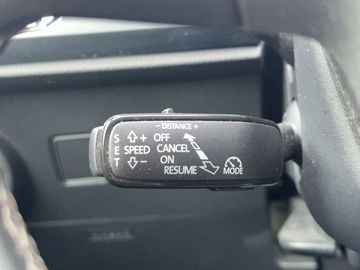 − DISTANCE +
S ⇧ + OFF
E SPEED CANCEL
T ⇩ − ON
RESUME MODE